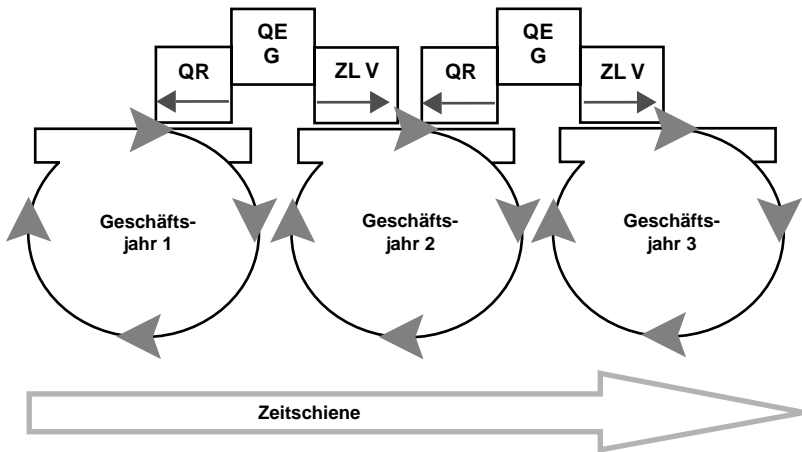 QE
G
QR
ZL V
QR
QE
G
ZL V
Geschäfts-
jahr 1
Geschäfts-
jahr 2
Geschäfts-
jahr 3
Zeitschiene